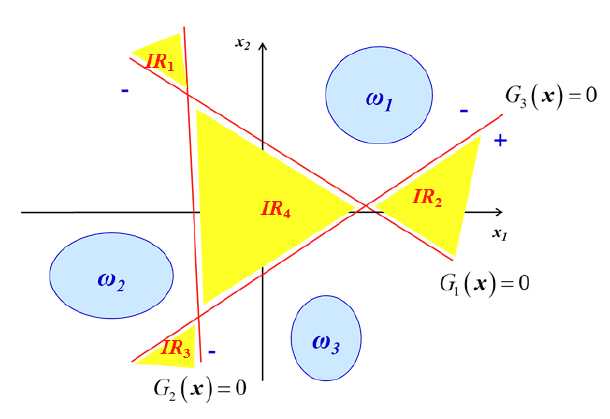 x₂
IR₁
-
ω₁
-
G₃(x) = 0
+
IR₄
IR₂
x₁
ω₂
G₁(x) = 0
ω₃
IR₃
-
G₂(x) = 0